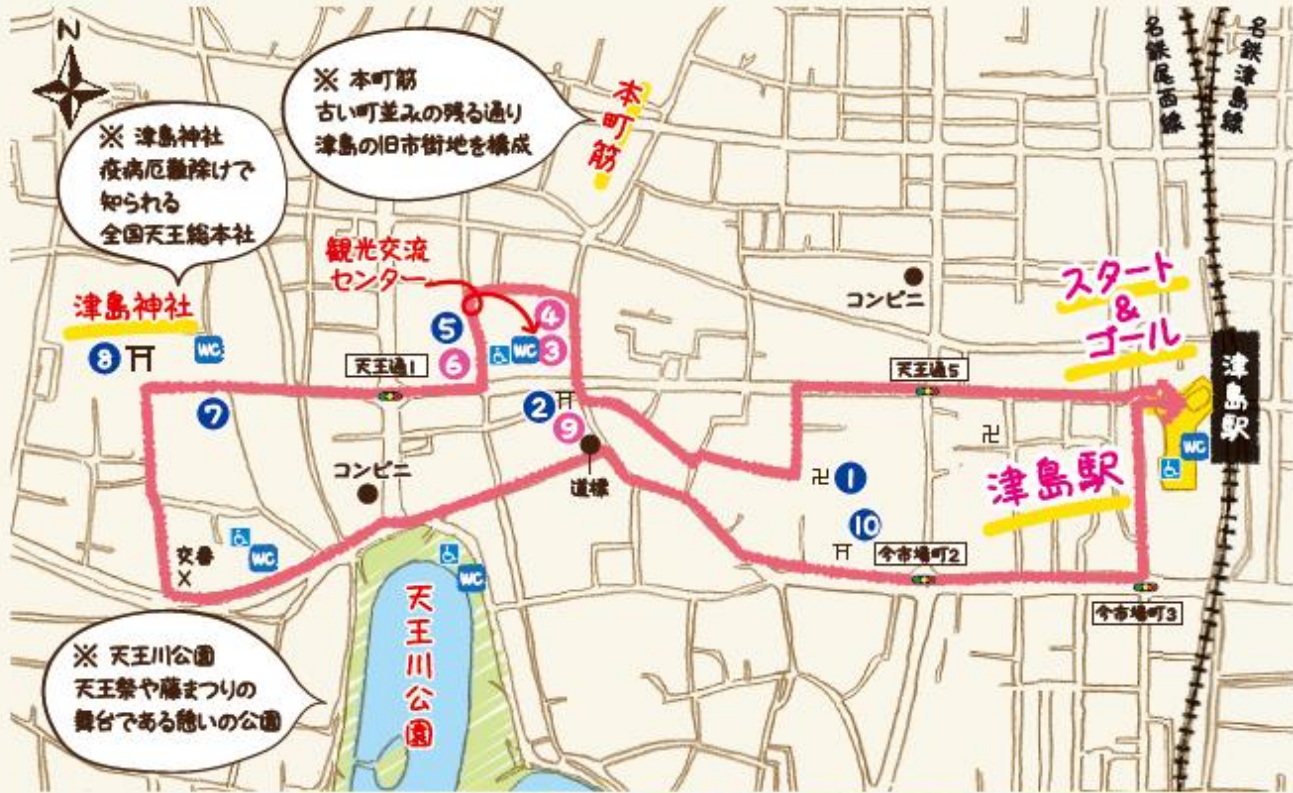 N
※ 本町筋
古い町並みの残る通り
津島の旧市街地を構成
本町筋
名鉄尾西線
名鉄津島線
※ 津島神社
疫病厄難除けで
知られる
全国天王総本社
観光交流
センター
コンビニ
スタート
&
ゴール
津島神社
8
WC
5
6
WC
4
3
天王通1
天王通5
津島駅
7
2
9
道標
コンビニ
卍
卍
1
10
津島駅
WC
交番
×
WC
WC
今市場町2
今市場町3
天王川公園
※ 天王川公園
天王祭や藤まつりの
舞台である憩いの公園